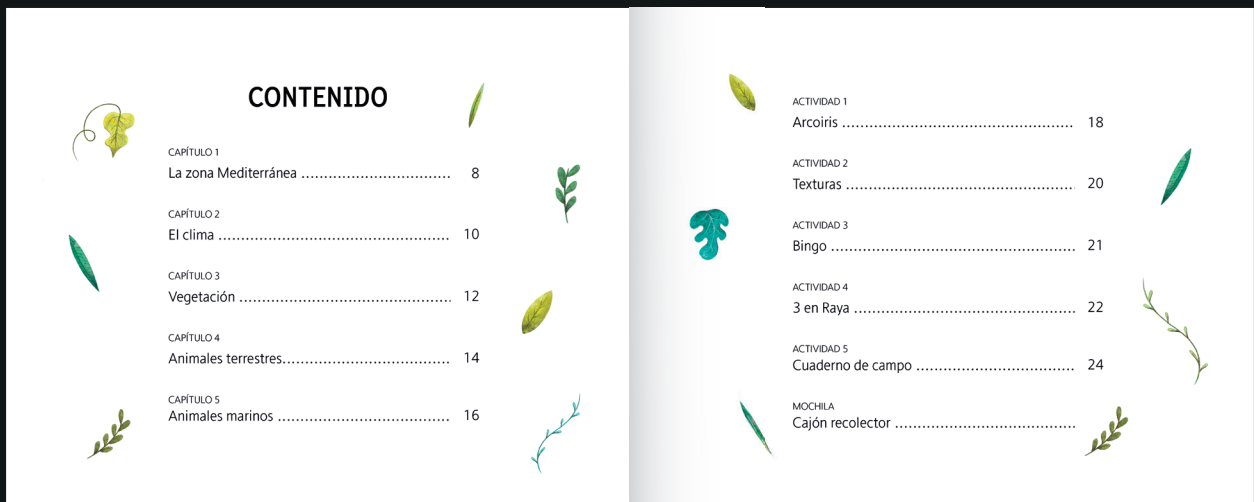 CONTENIDO
CAPÍTULO 1
La zona Mediterránea ........................................ 8
CAPÍTULO 2
El clima ........................................................ 10
CAPÍTULO 3
Vegetación ................................................... 12
CAPÍTULO 4
Animales terrestres........................................ 14
CAPÍTULO 5
Animales marinos .......................................... 16
ACTIVIDAD 1
Arcoiris ......................................................... 18
ACTIVIDAD 2
Texturas ........................................................ 20
ACTIVIDAD 3
Bingo ............................................................ 21
ACTIVIDAD 4
3 en Raya ...................................................... 22
ACTIVIDAD 5
Cuaderno de campo ...................................... 24
MOCHILA
Cajón recolector ............................................